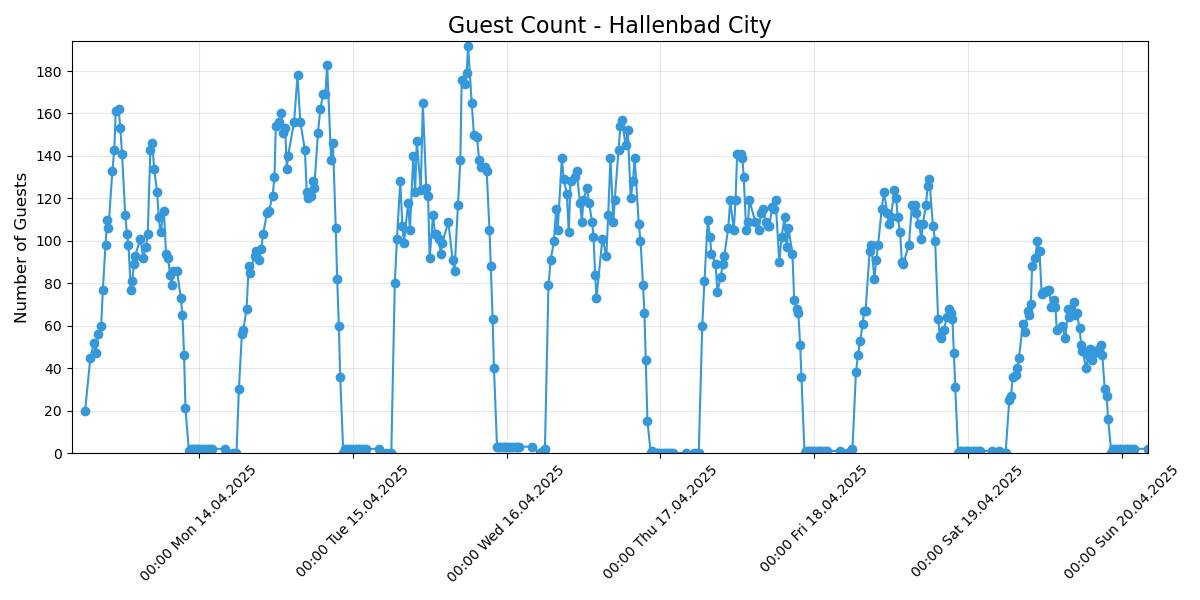 Guest Count - Hallenbad City
Number of Guests
180
160
140
120
100
80
60
40
20
0
00:00 Mon 14.04.2025
00:00 Tue 15.04.2025
00:00 Wed 16.04.2025
00:00 Thu 17.04.2025
00:00 Fri 18.04.2025
00:00 Sat 19.04.2025
00:00 Sun 20.04.2025